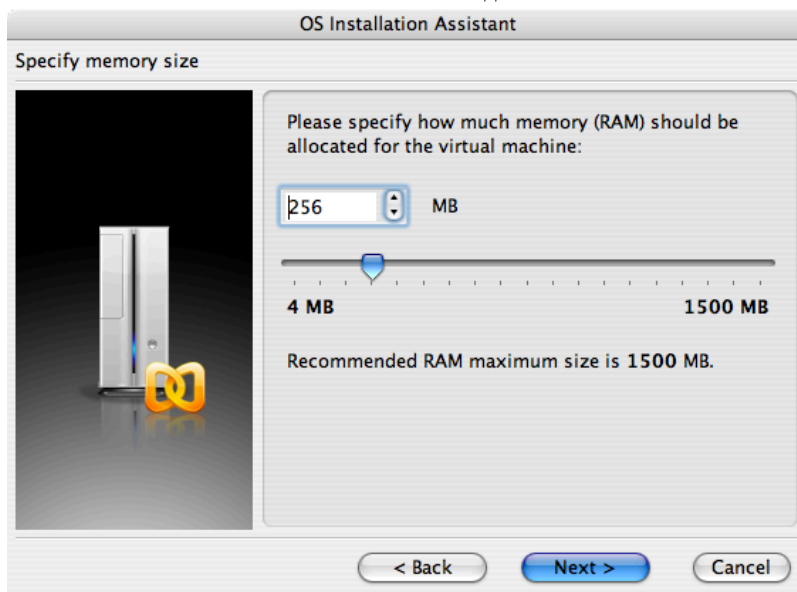 OS Installation Assistant
Specify memory size
Please specify how much memory (RAM) should be
allocated for the virtual machine:
256 MB
4 MB 1500 MB
Recommended RAM maximum size is 1500 MB.
< Back Next > Cancel